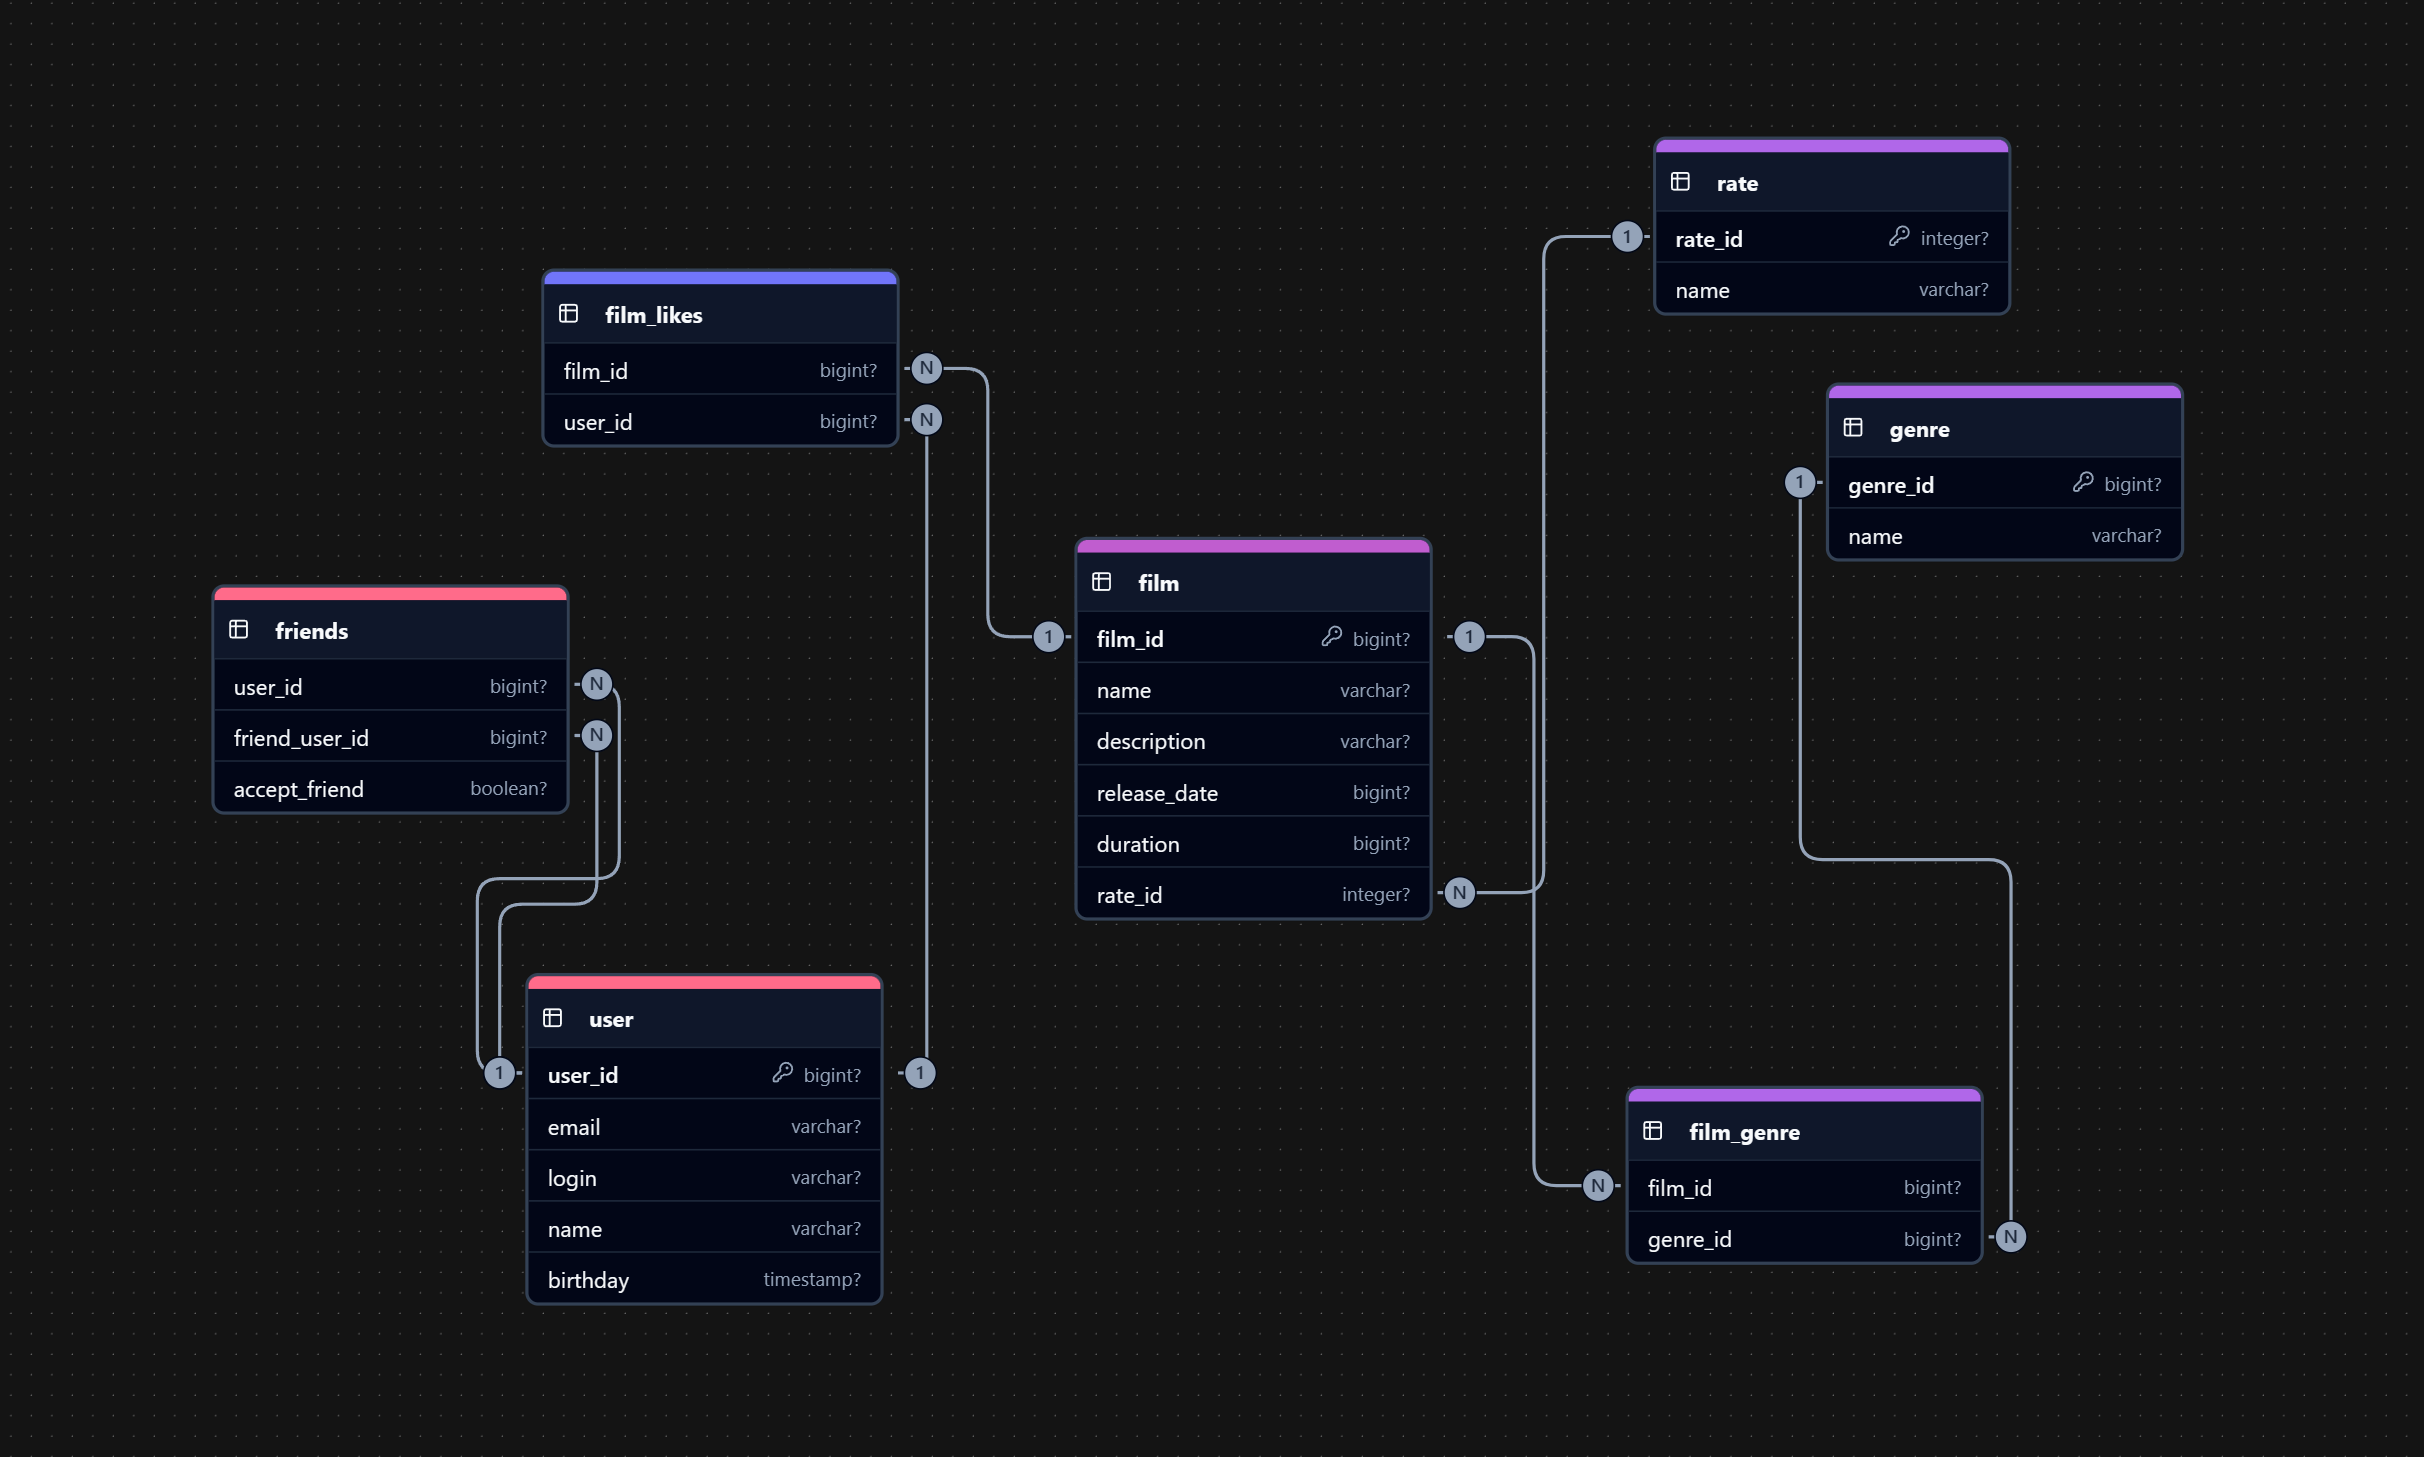 rate
1
rate_id integer?
name varchar?
film_likes
film_id bigint? N
user_id bigint? N
genre
1 genre_id bigint?
name varchar?
film
1 film_id bigint? 1
name varchar?
description varchar?
release_date bigint?
duration bigint?
rate_id integer? N
friends
user_id bigint? N
friend_user_id bigint? N
accept_friend boolean?
user
1 user_id bigint? 1
email varchar?
login varchar?
name varchar?
birthday timestamp?
film_genre
N film_id bigint?
genre_id bigint? N